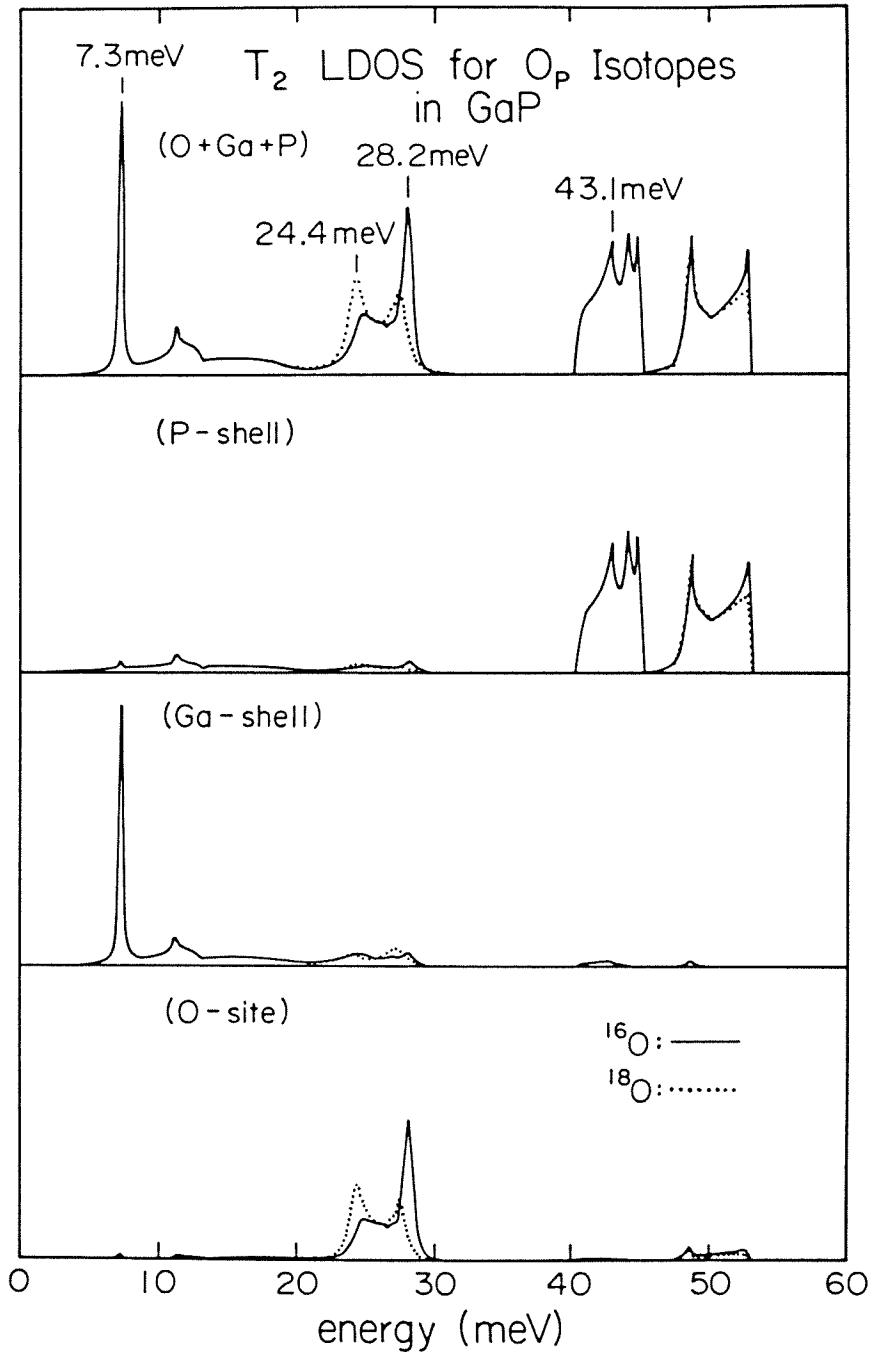 7.3meV
T₂ LDOS for Oₚ Isotopes
in GaP
(O+Ga+P)
28.2meV
43.1meV
24.4meV
(P-shell)
(Ga-shell)
(O-site)
¹⁶O:
¹⁸O:
0 10 20 30 40 50 60
energy (meV)